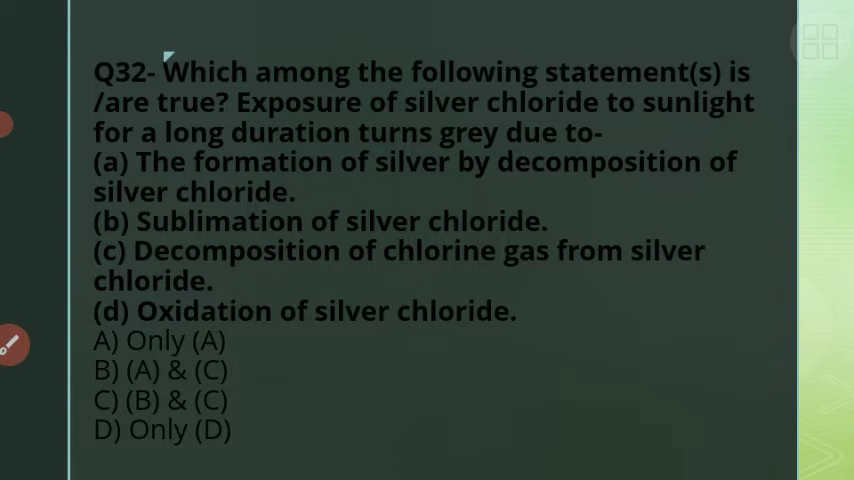 Q32- Which among the following statement(s) is
/are true? Exposure of silver chloride to sunlight
for a long duration turns grey due to-
(a) The formation of silver by decomposition of
silver chloride.
(b) Sublimation of silver chloride.
(c) Decomposition of chlorine gas from silver
chloride.
(d) Oxidation of silver chloride.
A) Only (A)
B) (A) & (C)
C) (B) & (C)
D) Only (D)